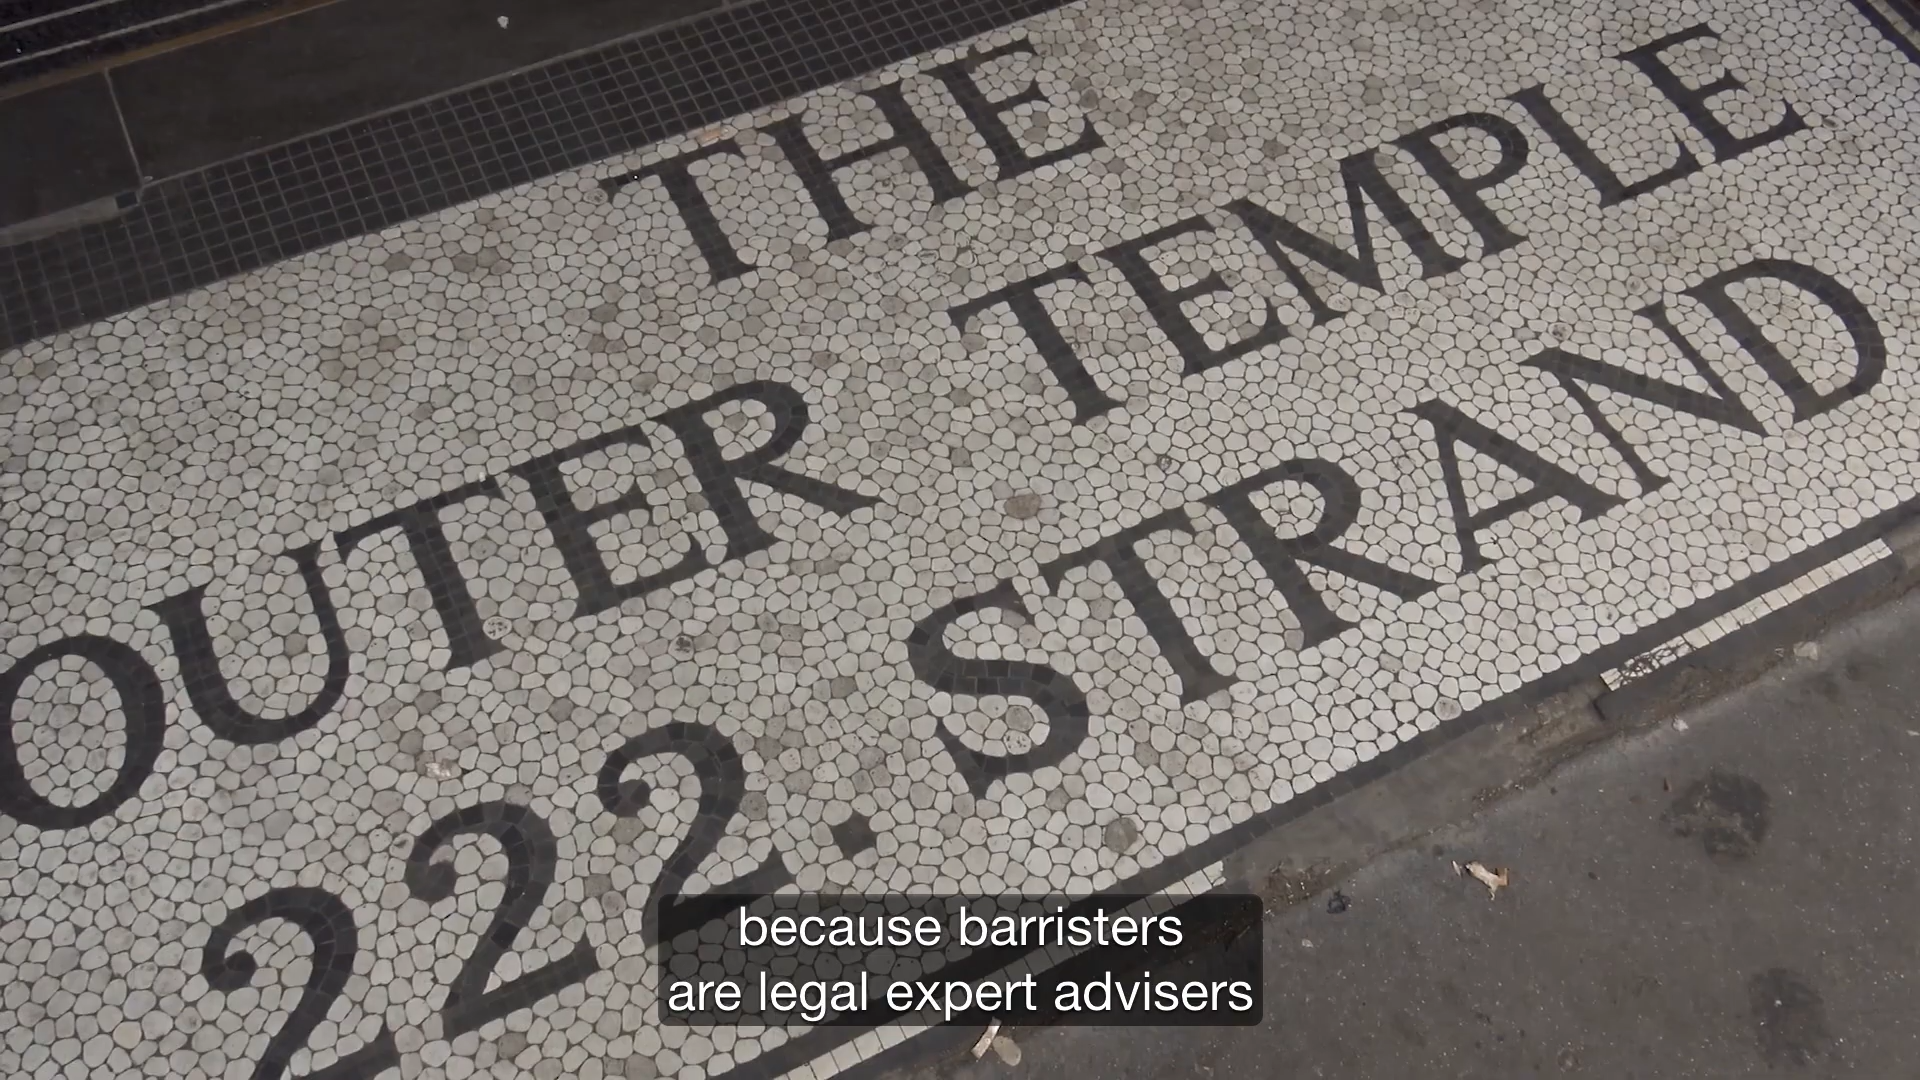 THE
OUTER TEMPLE
222. STRAND
because barristers
are legal expert advisers